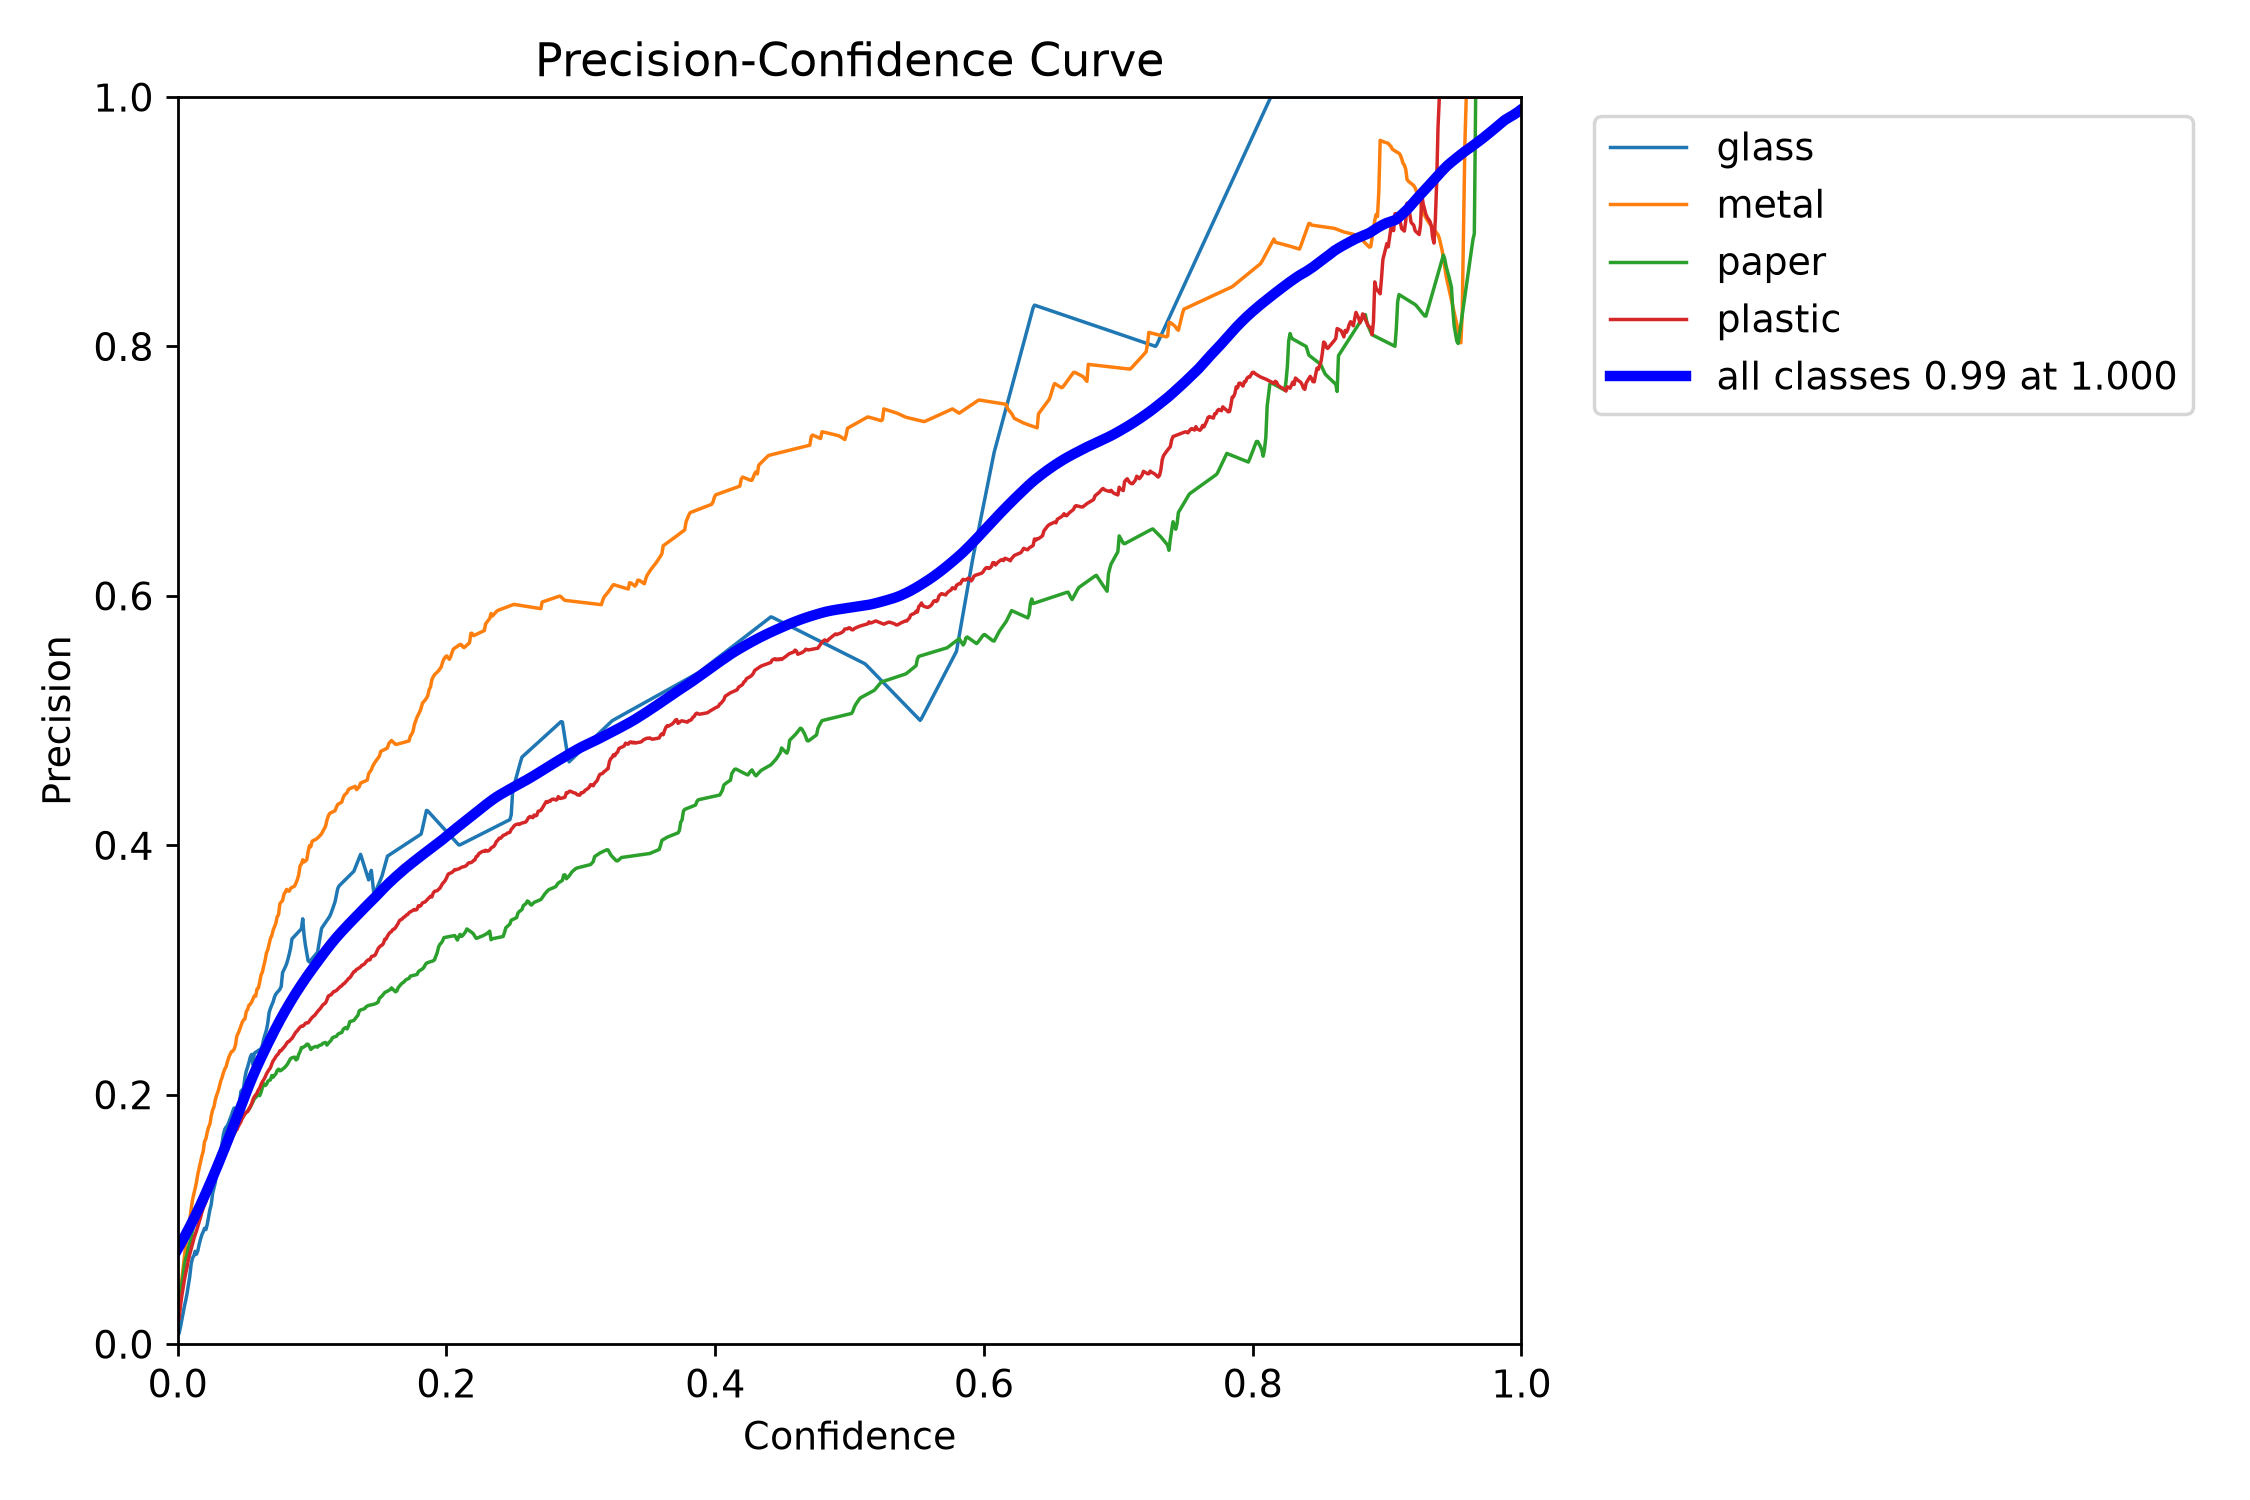 Precision-Confidence Curve
1.0
0.8
0.6
0.4
0.2
0.0
Precision
0.0 0.2 0.4 0.6 0.8 1.0
Confidence
glass
metal
paper
plastic
all classes 0.99 at 1.000